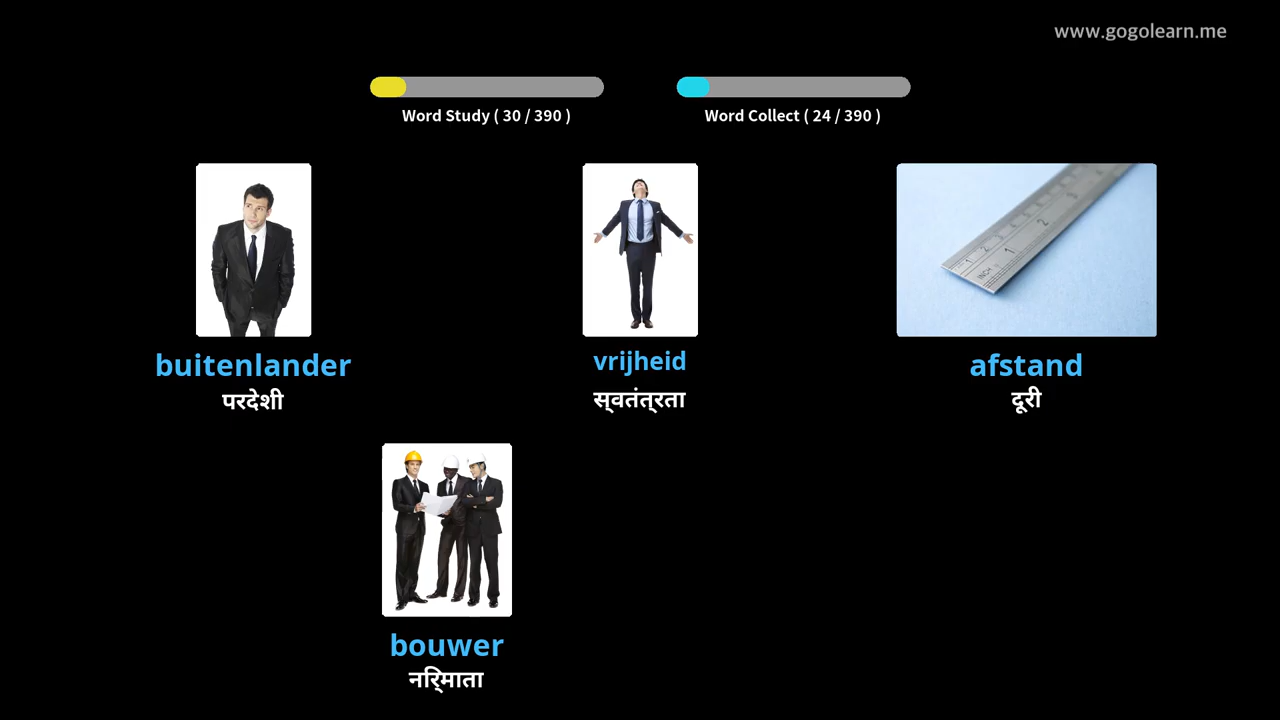 www.gogolearn.me
Word Study ( 30 / 390 )
Word Collect ( 24 / 390 )
buitenlander
vrijheid
afstand
परदेशी
स्वतंत्रता
दूरी
bouwer
निर्माता